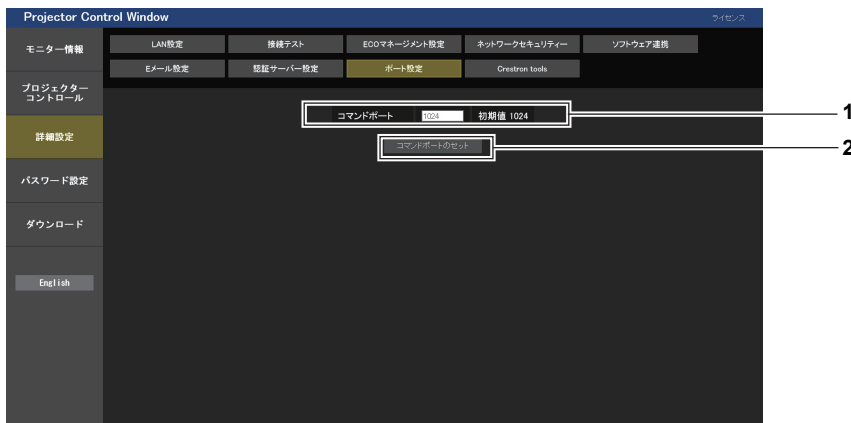 Projector Control Window
ライセンス
モニター情報
LAN設定
接続テスト
ECOマネージメント設定
ネットワークセキュリティー
ソフトウェア連携
Eメール設定
認証サーバー設定
ポート設定
Crestron tools
プロジェクター
コントロール
コマンドポート 1024 初期値 1024
1
コマンドポートのセット
2
詳細設定
パスワード設定
ダウンロード
English